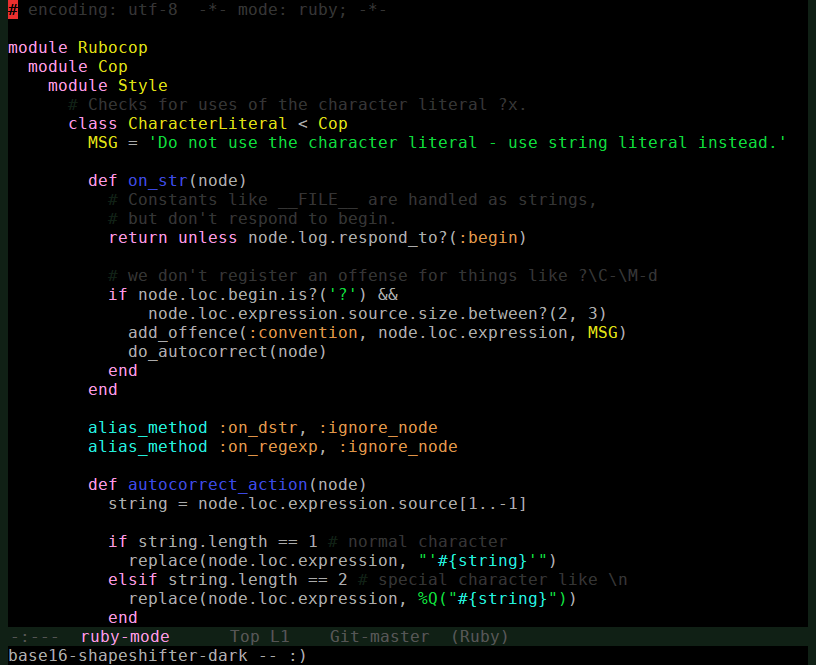 # encoding: utf-8  -*- mode: ruby; -*-

module Rubocop
  module Cop
    module Style
      # Checks for uses of the character literal ?x.
      class CharacterLiteral < Cop
        MSG = 'Do not use the character literal - use string literal instead.'

        def on_str(node)
          # Constants like __FILE__ are handled as strings,
          # but don't respond to begin.
          return unless node.log.respond_to?(:begin)

          # we don't register an offense for things like ?\C-\M-d
          if node.loc.begin.is?('?') &&
              node.loc.expression.source.size.between?(2, 3)
            add_offence(:convention, node.loc.expression, MSG)
            do_autocorrect(node)
          end
        end

        alias_method :on_dstr, :ignore_node
        alias_method :on_regexp, :ignore_node

        def autocorrect_action(node)
          string = node.loc.expression.source[1..-1]

          if string.length == 1 # normal character
            replace(node.loc.expression, "'#{string}'")
          elsif string.length == 2 # special character like \n
            replace(node.loc.expression, %Q("#{string}"))
          end
-:---  ruby-mode      Top L1    Git-master  (Ruby)
base16-shapeshifter-dark -- :)